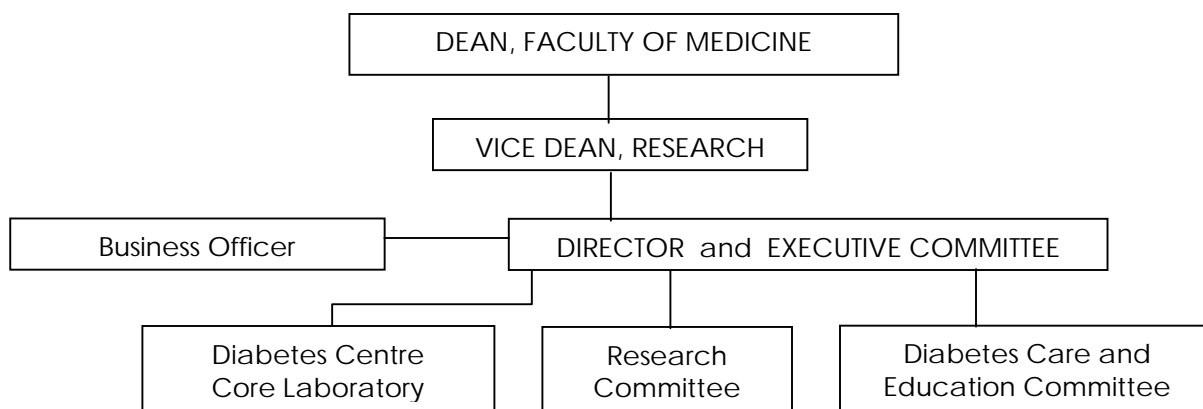 DEAN, FACULTY OF MEDICINE
VICE DEAN, RESEARCH
Business Officer
DIRECTOR and EXECUTIVE COMMITTEE
Diabetes Centre
Core Laboratory
Research
Committee
Diabetes Care and
Education Committee